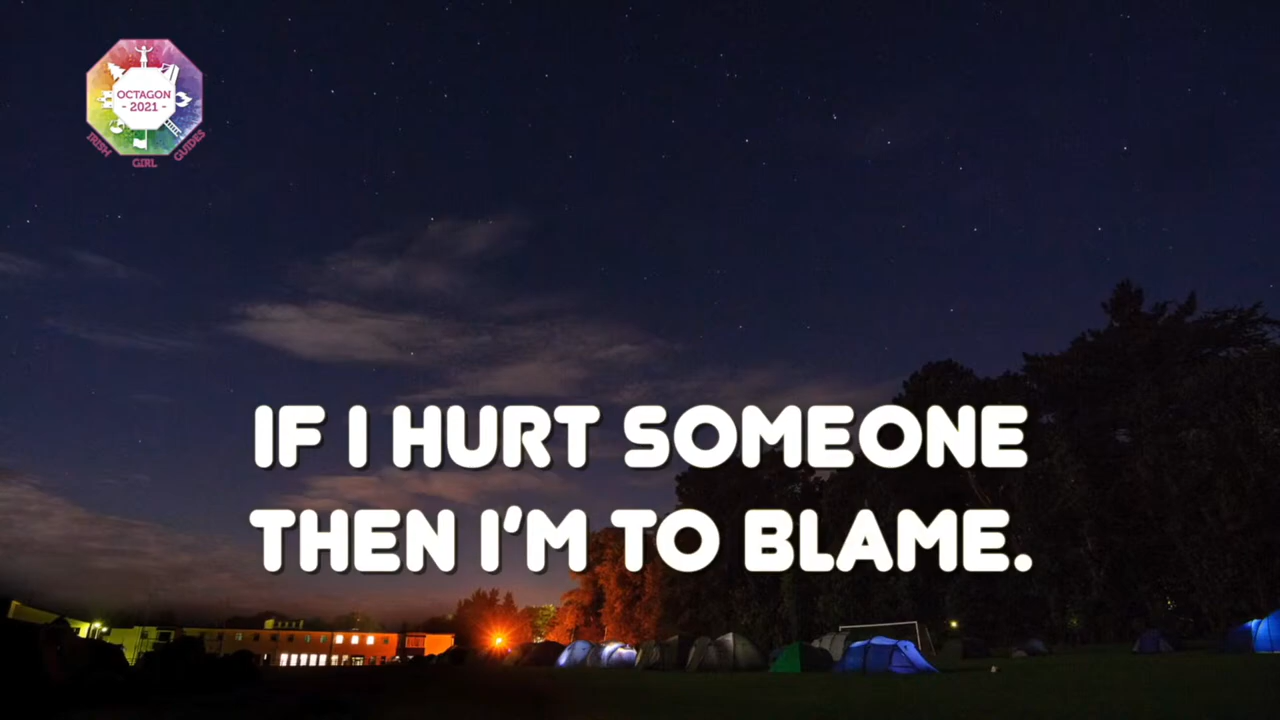 OCTAGON
- 2021 -
IRISH GIRL GUIDES
IF I HURT SOMEONE
THEN I'M TO BLAME.